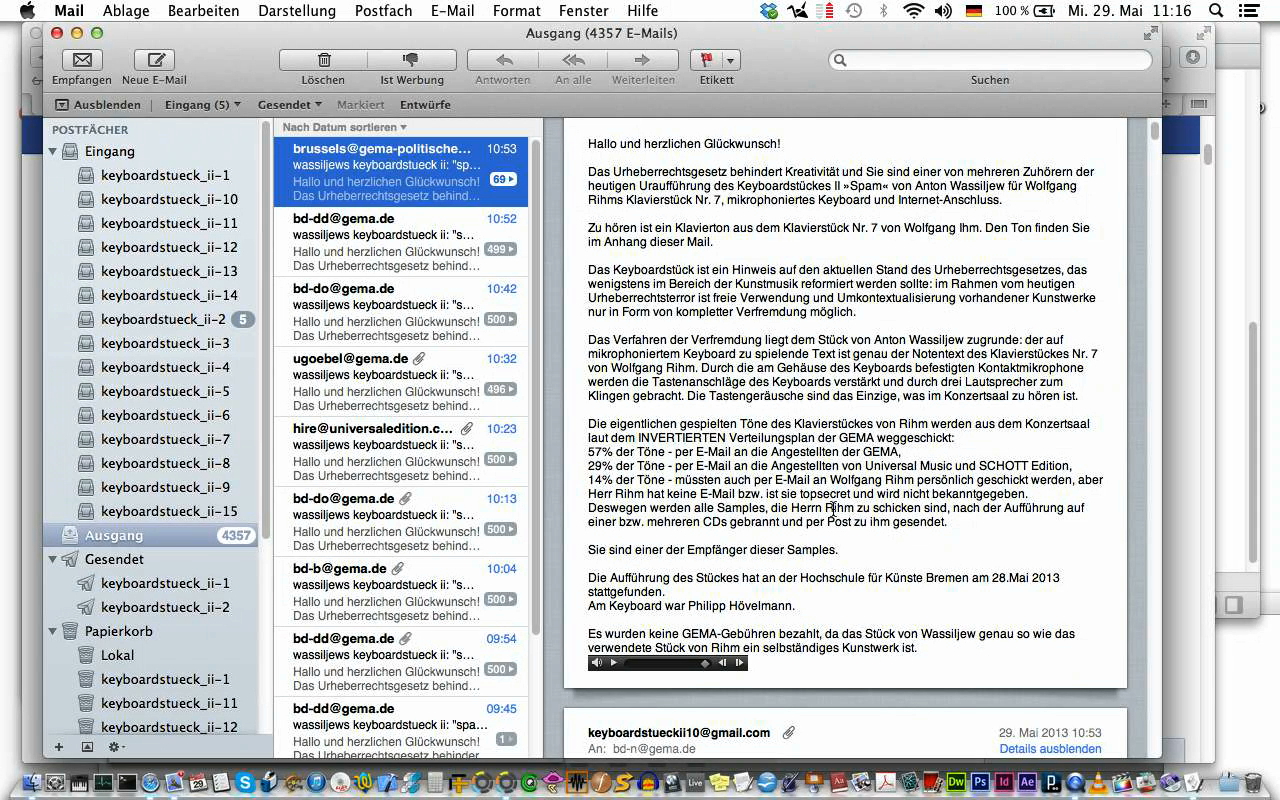 Mail Ablage Bearbeiten Darstellung Postfach E-Mail Format Fenster Hilfe 100 % Mi. 29. Mai 11:16
Ausgang (4357 E-Mails)
Empfangen Neue E-Mail Löschen Ist Werbung Antworten An alle Weiterleiten Etikett Suchen
Ausblenden Eingang (5) Gesendet Markiert Entwürfe
POSTFÄCHER
Eingang
keyboardstueck_ii-1
keyboardstueck_ii-10
keyboardstueck_ii-11
keyboardstueck_ii-12
keyboardstueck_ii-13
keyboardstueck_ii-14
keyboardstueck_ii-2 5
keyboardstueck_ii-3
keyboardstueck_ii-4
keyboardstueck_ii-5
keyboardstueck_ii-6
keyboardstueck_ii-7
keyboardstueck_ii-8
keyboardstueck_ii-9
keyboardstueck_ii-15
Ausgang 4357
Gesendet
keyboardstueck_ii-1
keyboardstueck_ii-2
Papierkorb
Lokal
keyboardstueck_ii-1
keyboardstueck_ii-11
keyboardstueck_ii-12
Nach Datum sortieren
brussels@gema-politische... 10:53
wassiljews keyboardstueck ii: "sp...
Hallo und herzlichen Glückwunsch! 69
Das Urheberrechtsgesetz behind...
bd-dd@gema.de 10:52
wassiljews keyboardstueck ii: "s...
Hallo und herzlichen Glückwunsch! 499
Das Urheberrechtsgesetz behind...
bd-do@gema.de 10:42
wassiljews keyboardstueck ii: "s...
Hallo und herzlichen Glückwunsch! 500
Das Urheberrechtsgesetz behind...
ugoebel@gema.de 10:32
wassiljews keyboardstueck ii: "s...
Hallo und herzlichen Glückwunsch! 496
Das Urheberrechtsgesetz behind...
hire@universaledition.c... 10:23
wassiljews keyboardstueck ii: "s...
Hallo und herzlichen Glückwunsch! 500
Das Urheberrechtsgesetz behind...
bd-do@gema.de 10:13
wassiljews keyboardstueck ii: "s...
Hallo und herzlichen Glückwunsch! 500
Das Urheberrechtsgesetz behind...
bd-b@gema.de 10:04
wassiljews keyboardstueck ii: "s...
Hallo und herzlichen Glückwunsch! 500
Das Urheberrechtsgesetz behind...
bd-dd@gema.de 09:54
wassiljews keyboardstueck ii: "s...
Hallo und herzlichen Glückwunsch! 500
Das Urheberrechtsgesetz behind...
bd-dd@gema.de 09:45
wassiljews keyboardstueck ii: "spa...
Hallo und herzlichen Glückwunsch! 1
Das Urheberrechtsgesetz behind...
Hallo und herzlichen Glückwunsch!
Das Urheberrechtsgesetz behindert Kreativität und Sie sind einer von mehreren Zuhörern der
heutigen Uraufführung des Keyboardstückes II »Spam« von Anton Wassiljew für Wolfgang
Rihms Klavierstück Nr. 7, mikrophoniertes Keyboard und Internet-Anschluss.
Zu hören ist ein Klavierton aus dem Klavierstück Nr. 7 von Wolfgang Ihm. Den Ton finden Sie
im Anhang dieser Mail.
Das Keyboardstück ist ein Hinweis auf den aktuellen Stand des Urheberrechtsgesetzes, das
wenigstens im Bereich der Kunstmusik reformiert werden sollte: im Rahmen vom heutigen
Urheberrechtsterror ist freie Verwendung und Umkontextualisierung vorhandener Kunstwerke
nur in Form von kompletter Verfremdung möglich.
Das Verfahren der Verfremdung liegt dem Stück von Anton Wassiljew zugrunde: der auf
mikrophoniertem Keyboard zu spielende Text ist genau der Notentext des Klavierstückes Nr. 7
von Wolfgang Rihm. Durch die am Gehäuse des Keyboards befestigten Kontaktmikrophone
werden die Tastenanschläge des Keyboards verstärkt und durch drei Lautsprecher zum
Klingen gebracht. Die Tastengeräusche sind das Einzige, was im Konzertsaal zu hören ist.
Die eigentlichen gespielten Töne des Klavierstückes von Rihm werden aus dem Konzertsaal
laut dem INVERTIERTEN Verteilungsplan der GEMA weggeschickt:
57% der Töne - per E-Mail an die Angestellten der GEMA,
29% der Töne - per E-Mail an die Angestellten von Universal Music und SCHOTT Edition,
14% der Töne - müssten auch per E-Mail an Wolfgang Rihm persönlich geschickt werden, aber
Herr Rihm hat keine E-Mail bzw. ist sie topsecret und wird nicht bekanntgegeben.
Deswegen werden alle Samples, die Herrn Rihm zu schicken sind, nach der Aufführung auf
einer bzw. mehreren CDs gebrannt und per Post zu ihm gesendet.
Sie sind einer der Empfänger dieser Samples.
Die Aufführung des Stückes hat an der Hochschule für Künste Bremen am 28.Mai 2013
stattgefunden.
Am Keyboard war Philipp Hövelmann.
Es wurden keine GEMA-Gebühren bezahlt, da das Stück von Wassiljew genau so wie das
verwendete Stück von Rihm ein selbständiges Kunstwerk ist.
keyboardstueckii10@gmail.com 29. Mai 2013 10:53
An: bd-n@gema.de Details ausblenden
Live Dw Ps Id Ae